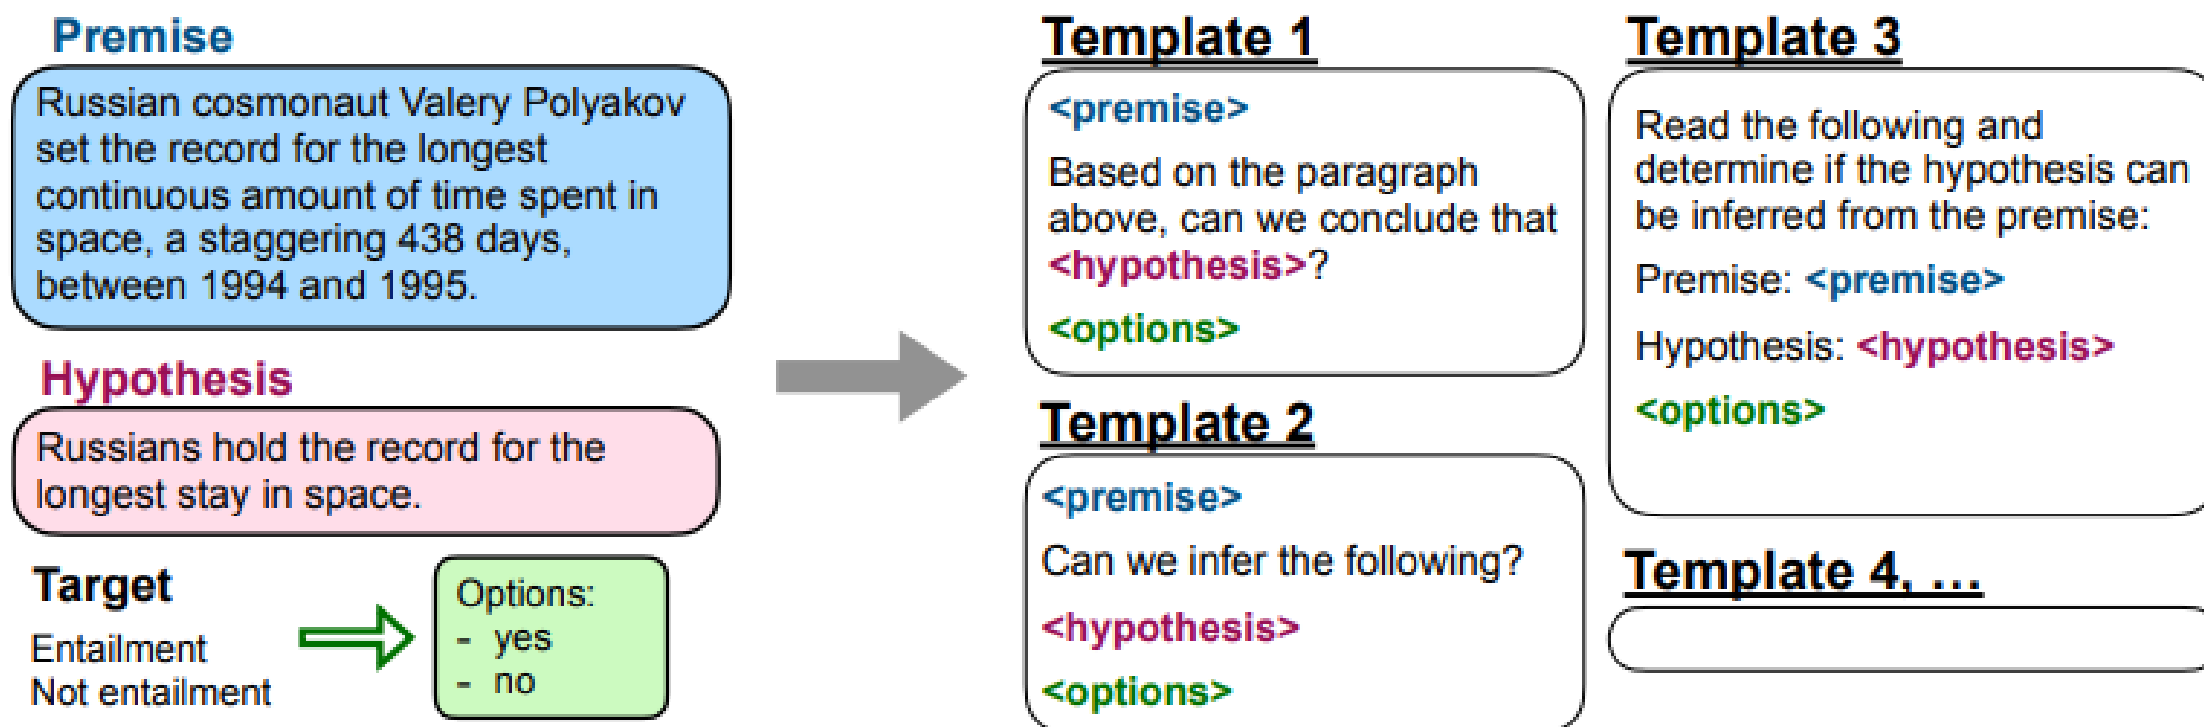 Premise
Russian cosmonaut Valery Polyakov
set the record for the longest
continuous amount of time spent in
space, a staggering 438 days,
between 1994 and 1995.
Hypothesis
Russians hold the record for the
longest stay in space.
Target
Entailment
Not entailment
Options:
- yes
- no
Template 1
<premise>
Based on the paragraph
above, can we conclude that
<hypothesis>?
<options>
Template 2
<premise>
Can we infer the following?
<hypothesis>
<options>
Template 3
Read the following and
determine if the hypothesis can
be inferred from the premise:
Premise: <premise>
Hypothesis: <hypothesis>
<options>
Template 4, …